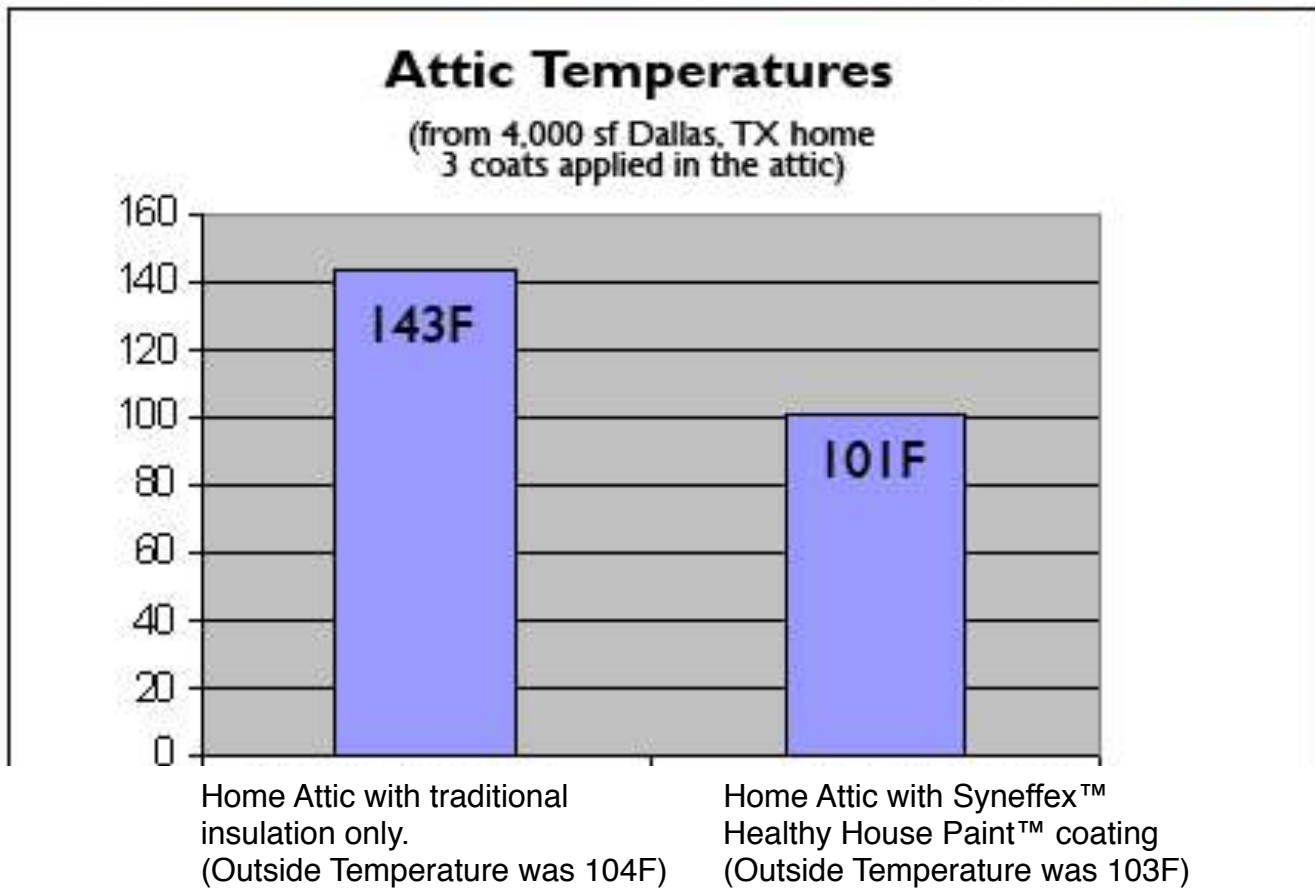 Attic Temperatures
(from 4,000 sf Dallas, TX home
3 coats applied in the attic)
160
140
120
100
80
60
40
20
0
143F
101F
Home Attic with traditional
insulation only.
(Outside Temperature was 104F)
Home Attic with Syneffex™
Healthy House Paint™ coating
(Outside Temperature was 103F)